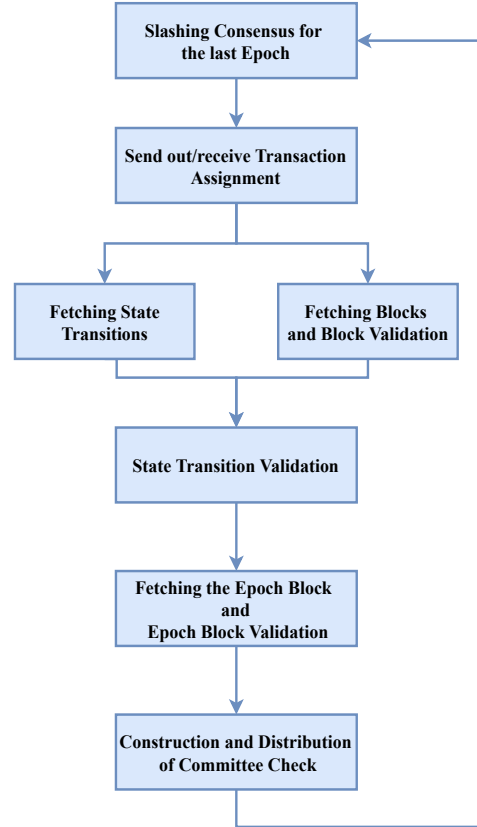 Slashing Consensus for
the last Epoch
Send out/receive Transaction
Assignment
Fetching State
Transitions
Fetching Blocks
and Block Validation
State Transition Validation
Fetching the Epoch Block
and
Epoch Block Validation
Construction and Distribution
of Committee Check